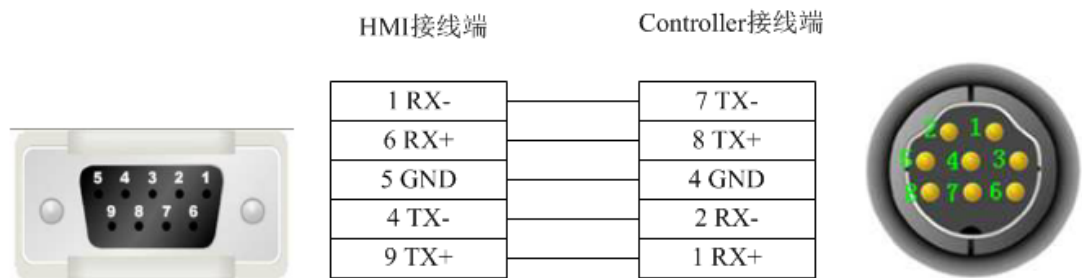 HMI接线端
Controller接线端
1 RX-
7 TX-
6 RX+
8 TX+
5 GND
4 GND
4 TX-
2 RX-
9 TX+
1 RX+
5 4 3 2 1
9 8 7 6
2 1
5 4 3
8 7 6